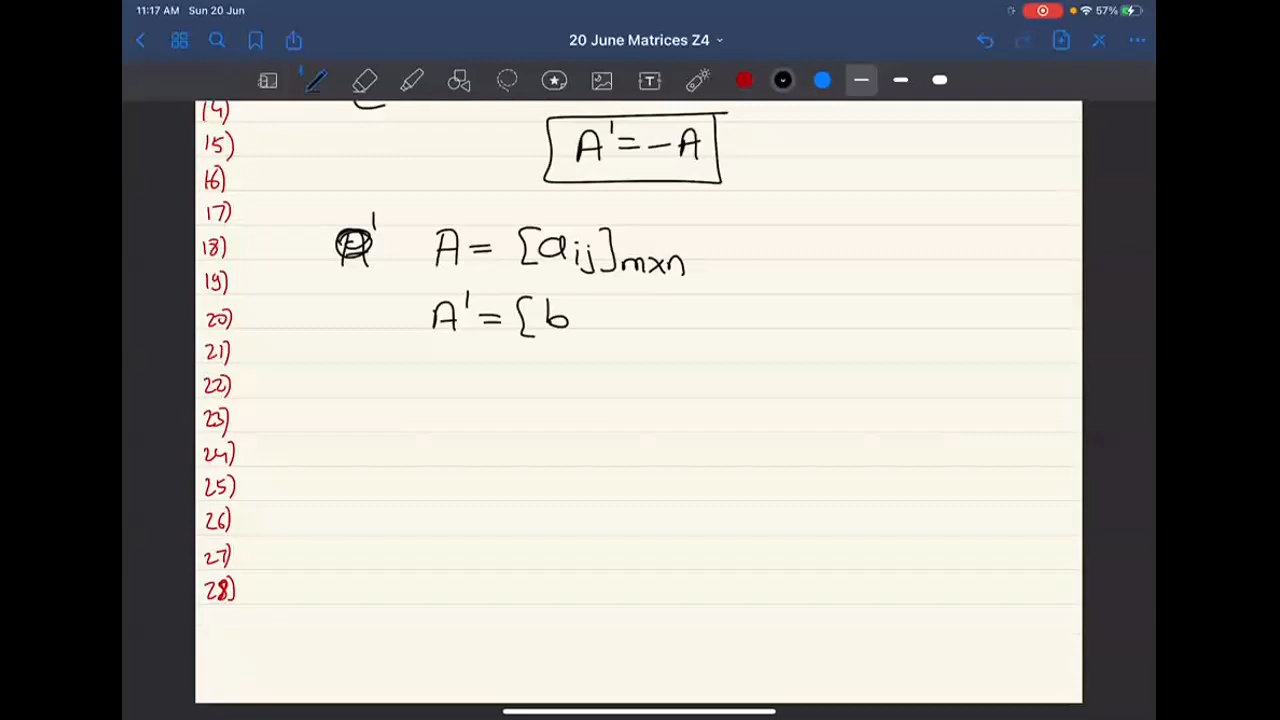 11:17 AM Sun 20 Jun
57%
20 June Matrices Z4
14)
15) A' = -A
16)
17)
18) A = [aij]m×n
19)
20) A' = [b
21)
22)
23)
24)
25)
26)
27)
28)